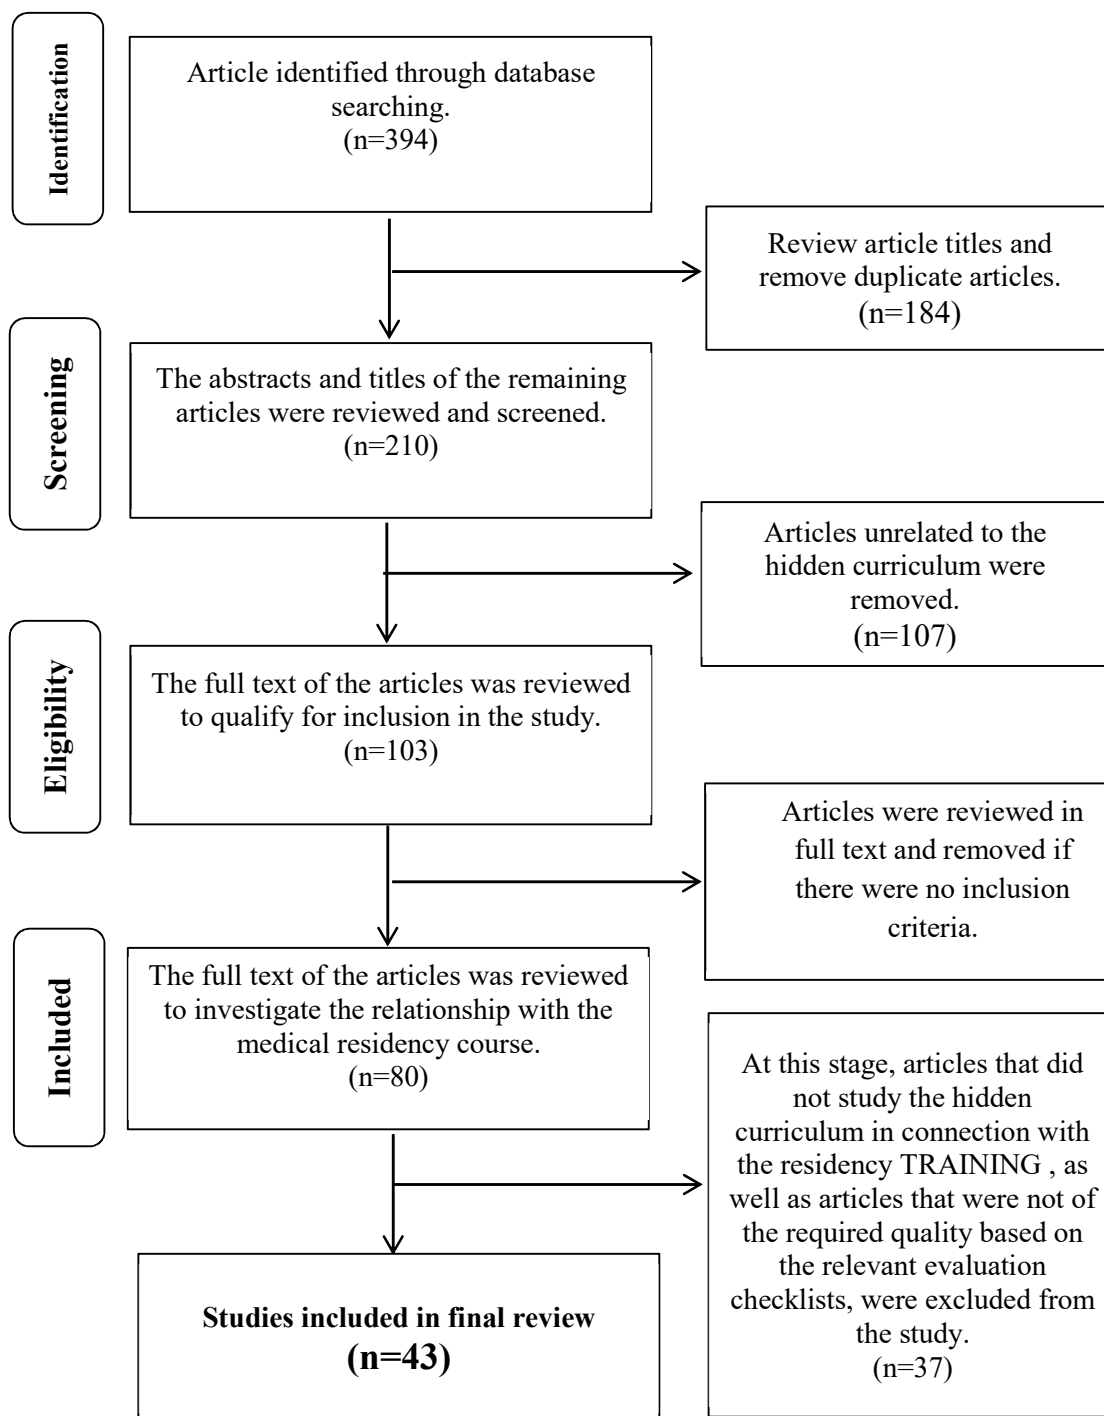 Identification
Article identified through database
searching.
(n=394)
Review article titles and
remove duplicate articles.
(n=184)
Screening
The abstracts and titles of the remaining
articles were reviewed and screened.
(n=210)
Articles unrelated to the
hidden curriculum were
removed.
(n=107)
Eligibility
The full text of the articles was reviewed
to qualify for inclusion in the study.
(n=103)
Articles were reviewed in
full text and removed if
there were no inclusion
criteria.
Included
The full text of the articles was reviewed
to investigate the relationship with the
medical residency course.
(n=80)
At this stage, articles that did
not study the hidden
curriculum in connection with
the residency TRAINING , as
well as articles that were not of
the required quality based on
the relevant evaluation
checklists, were excluded from
the study.
(n=37)
Studies included in final review
(n=43)